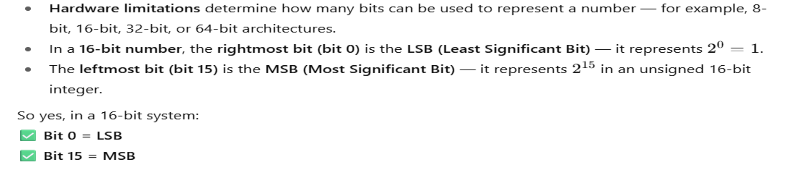 • Hardware limitations determine how many bits can be used to represent a number — for example, 8-
bit, 16-bit, 32-bit, or 64-bit architectures.
• In a 16-bit number, the rightmost bit (bit 0) is the LSB (Least Significant Bit) — it represents 2⁰ = 1.
• The leftmost bit (bit 15) is the MSB (Most Significant Bit) — it represents 2¹⁵ in an unsigned 16-bit
integer.
So yes, in a 16-bit system:
✅ Bit 0 = LSB
✅ Bit 15 = MSB